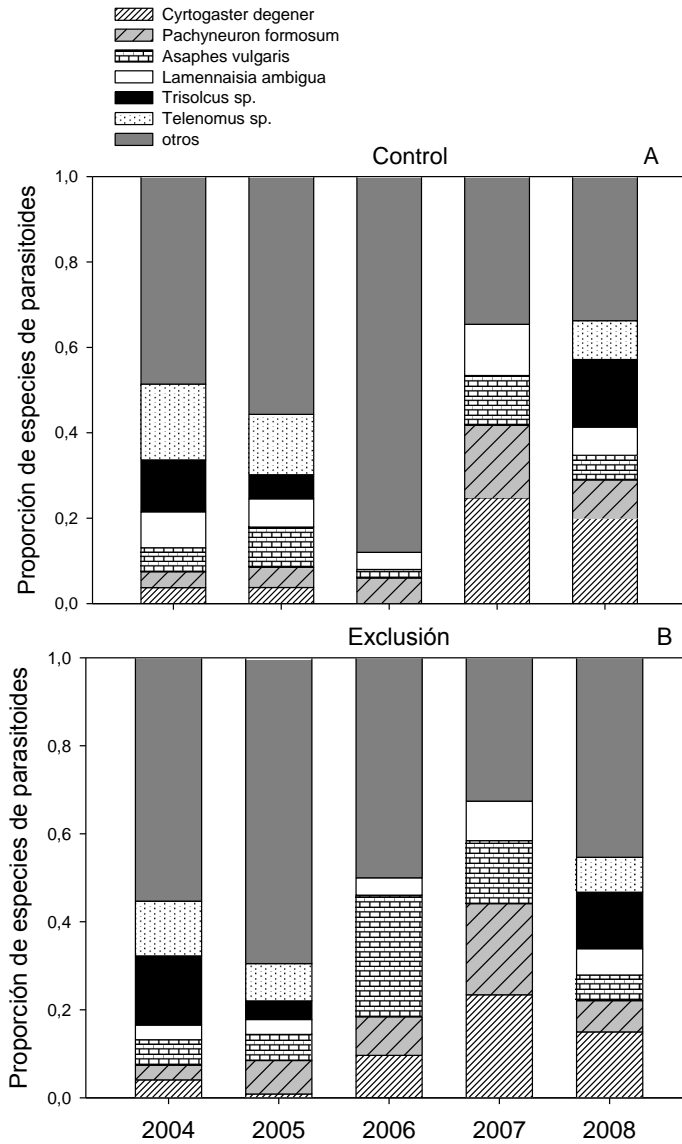 Cyrtogaster degener
Pachyneuron formosum
Asaphes vulgaris
Lamennaisia ambigua
Trisolcus sp.
Telenomus sp.
otros
Control A
Proporción de especies de parasitoides
1,0
0,8
0,6
0,4
0,2
0,0
Exclusión B
Proporción de especies de parasitoides
1,0
0,8
0,6
0,4
0,2
0,0
2004 2005 2006 2007 2008